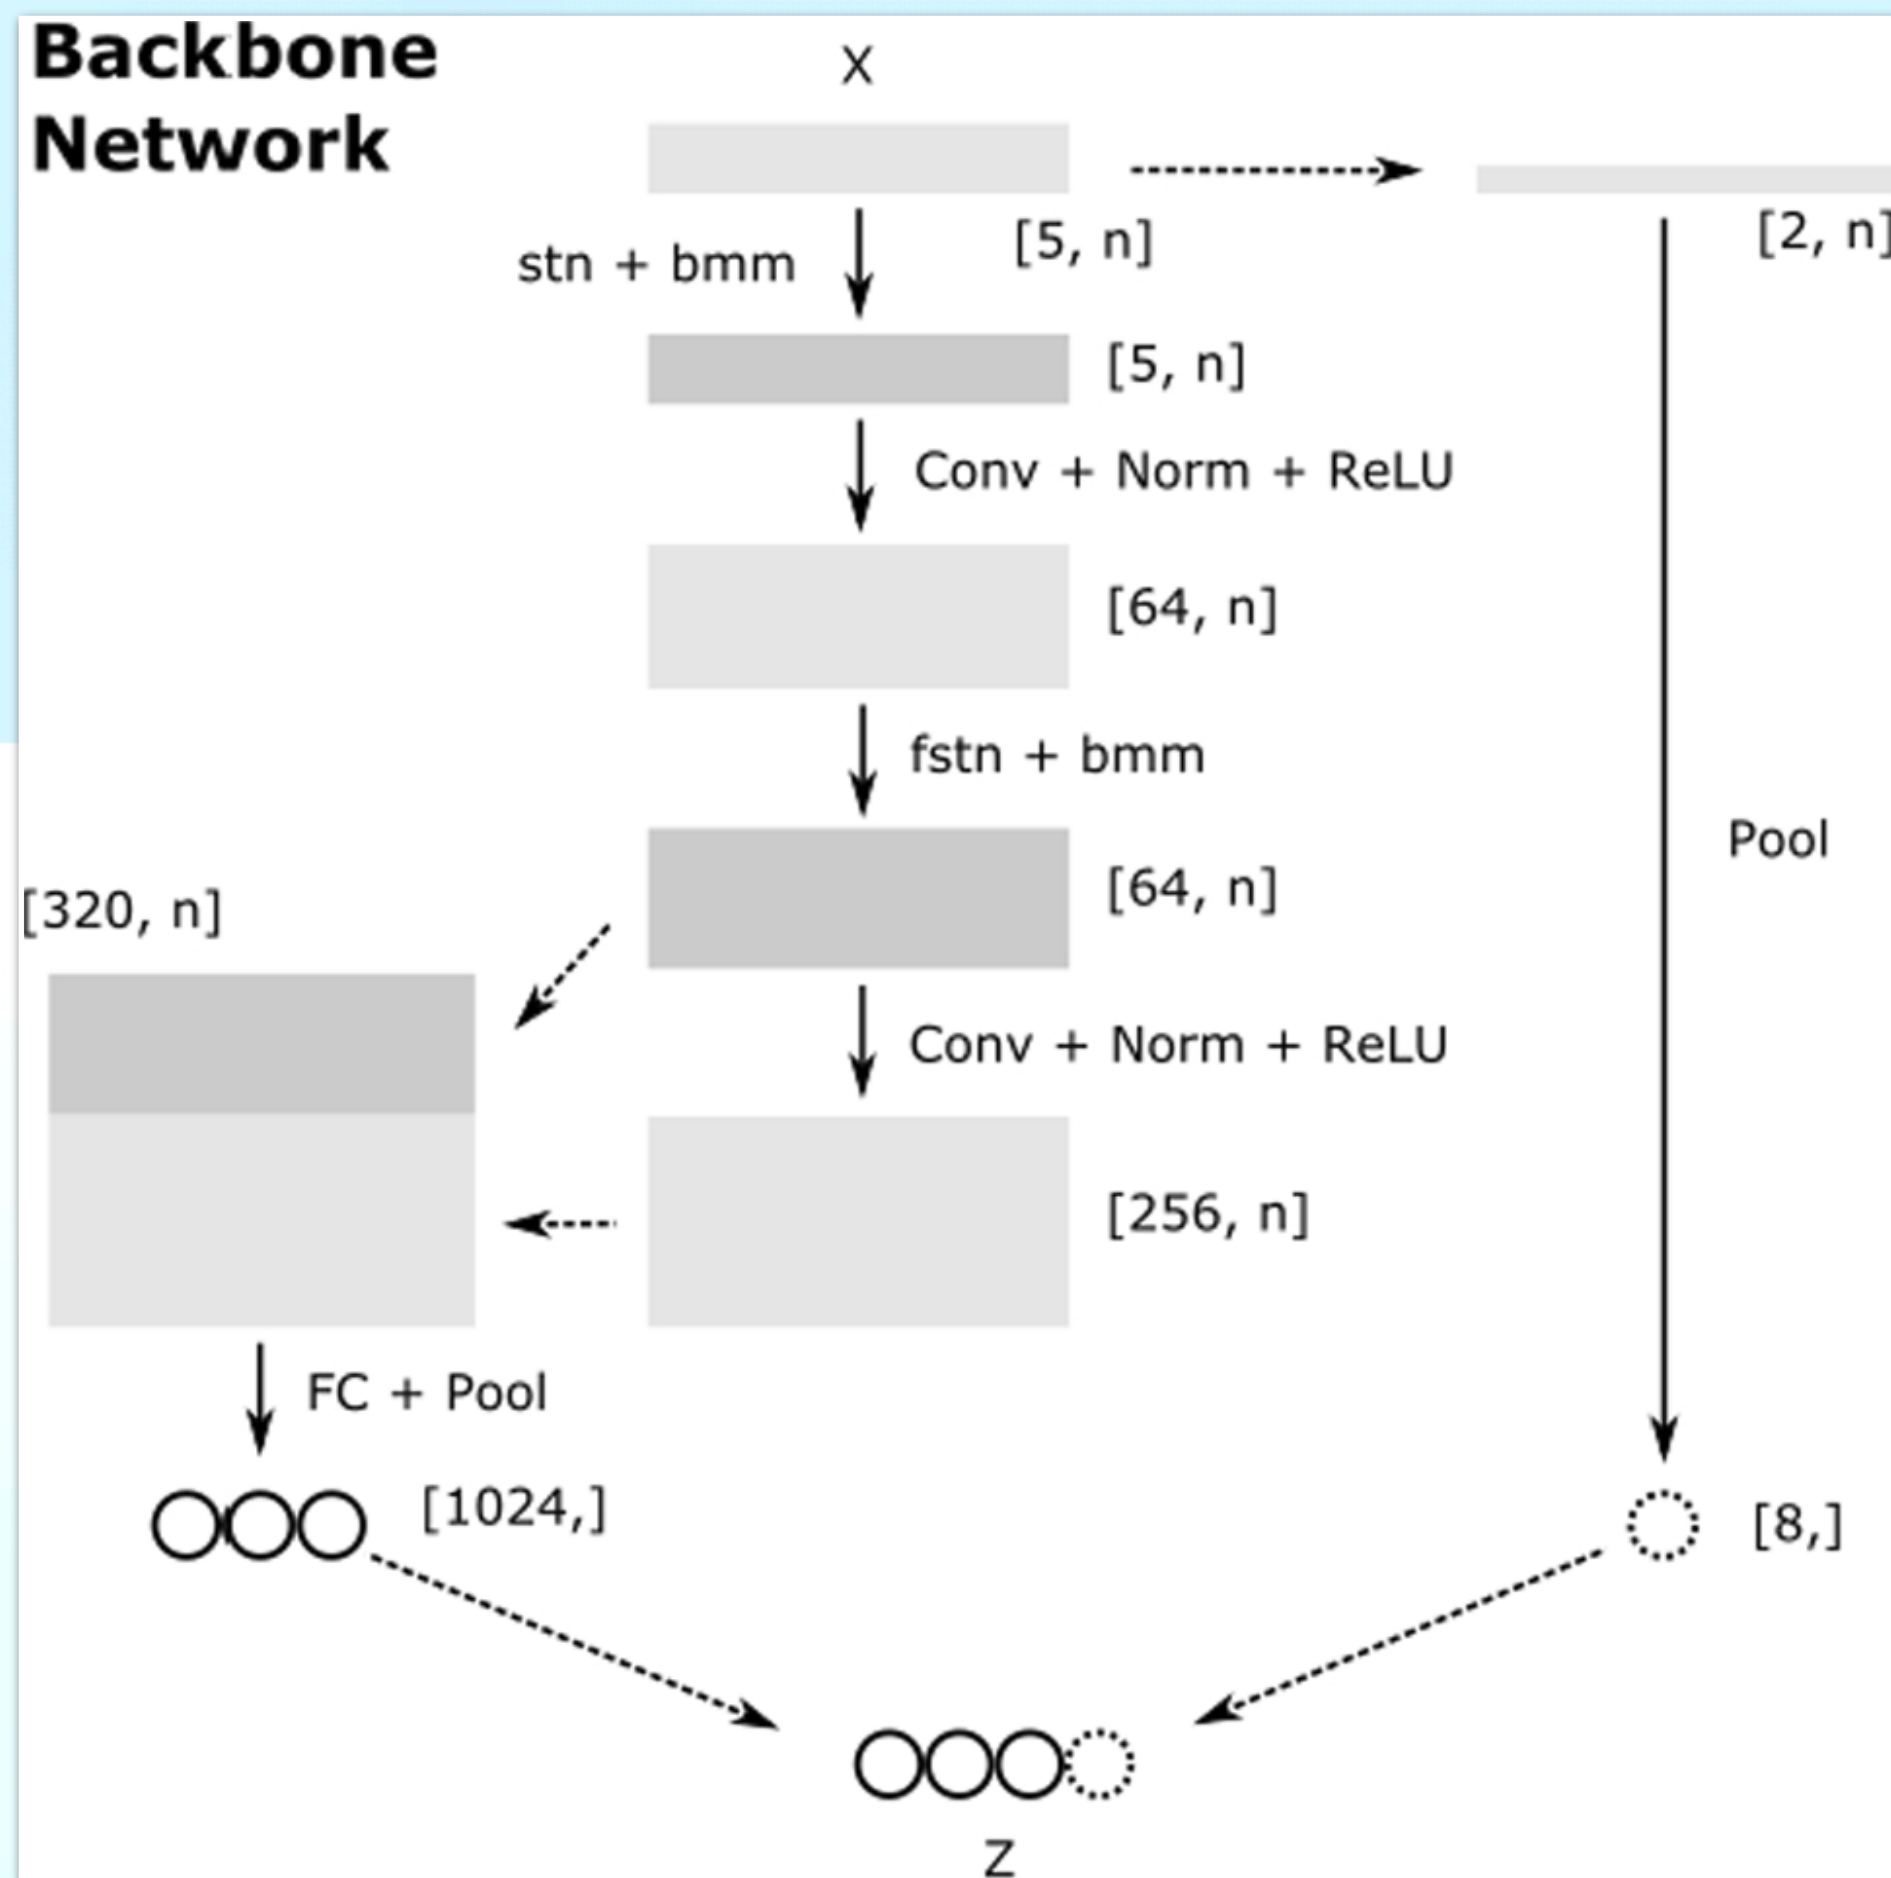 Backbone
Network
X
[5, n]
[2, n]
stn + bmm
[5, n]
Conv + Norm + ReLU
[64, n]
fstn + bmm
[64, n]
Pool
[320, n]
Conv + Norm + ReLU
[256, n]
FC + Pool
[1024,]
[8,]
Z